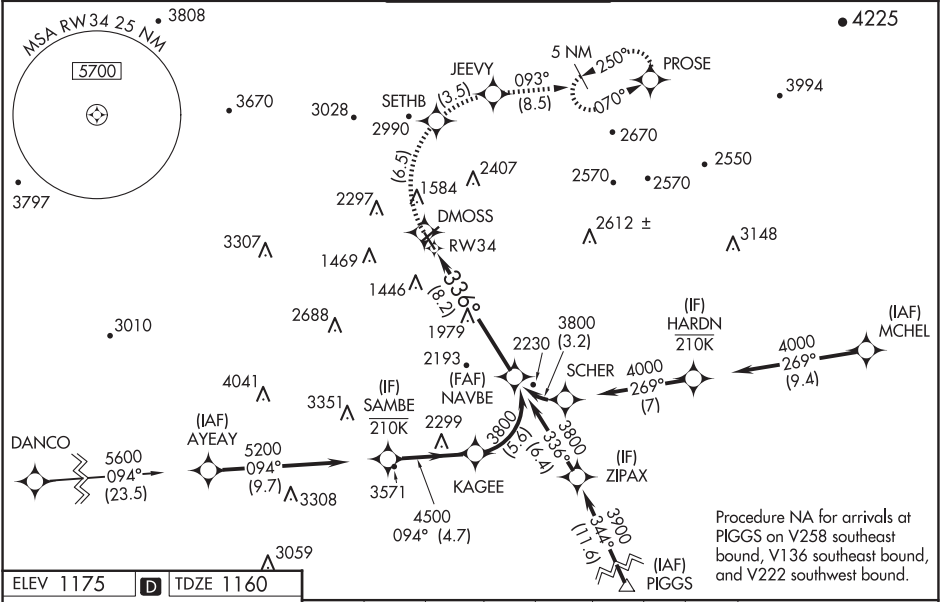 MSA RW34 25 NM
5700
3808
4225
5 NM
250°
PROSE
JEEVY
093°
(8.5)
070°
3994
3670
3028
SETHB
(3.5)
2990
2670
2550
2570
2570
3797
(6.5)
2407
1584
2297
DMOSS
RW34
2612 ±
3148
3307
1469
1446
336°
(8.2)
3010
2688
1979
2230
3800
(3.2)
(IF)
HARDN
210K
(IAF)
MCHEL
2193
(FAF)
NAVBE
SCHER
4000
269°
(7)
4000
269°
(9.4)
4041
3351
(IF)
SAMBE
210K
2299
DANCO
5600
094°
(23.5)
(IAF)
AYEAY
5200
094°
(9.7)
3308
3571
KAGEE
3800
(5.6)
3800
336°
(6.4)
(IF)
ZIPAX
4500
094° (4.7)
3900
344°
(11.6)
(IAF)
PIGGS
Procedure NA for arrivals at
PIGGS on V258 southeast
bound, V136 southeast bound,
and V222 southwest bound.
3059
ELEV 1175 D TDZE 1160